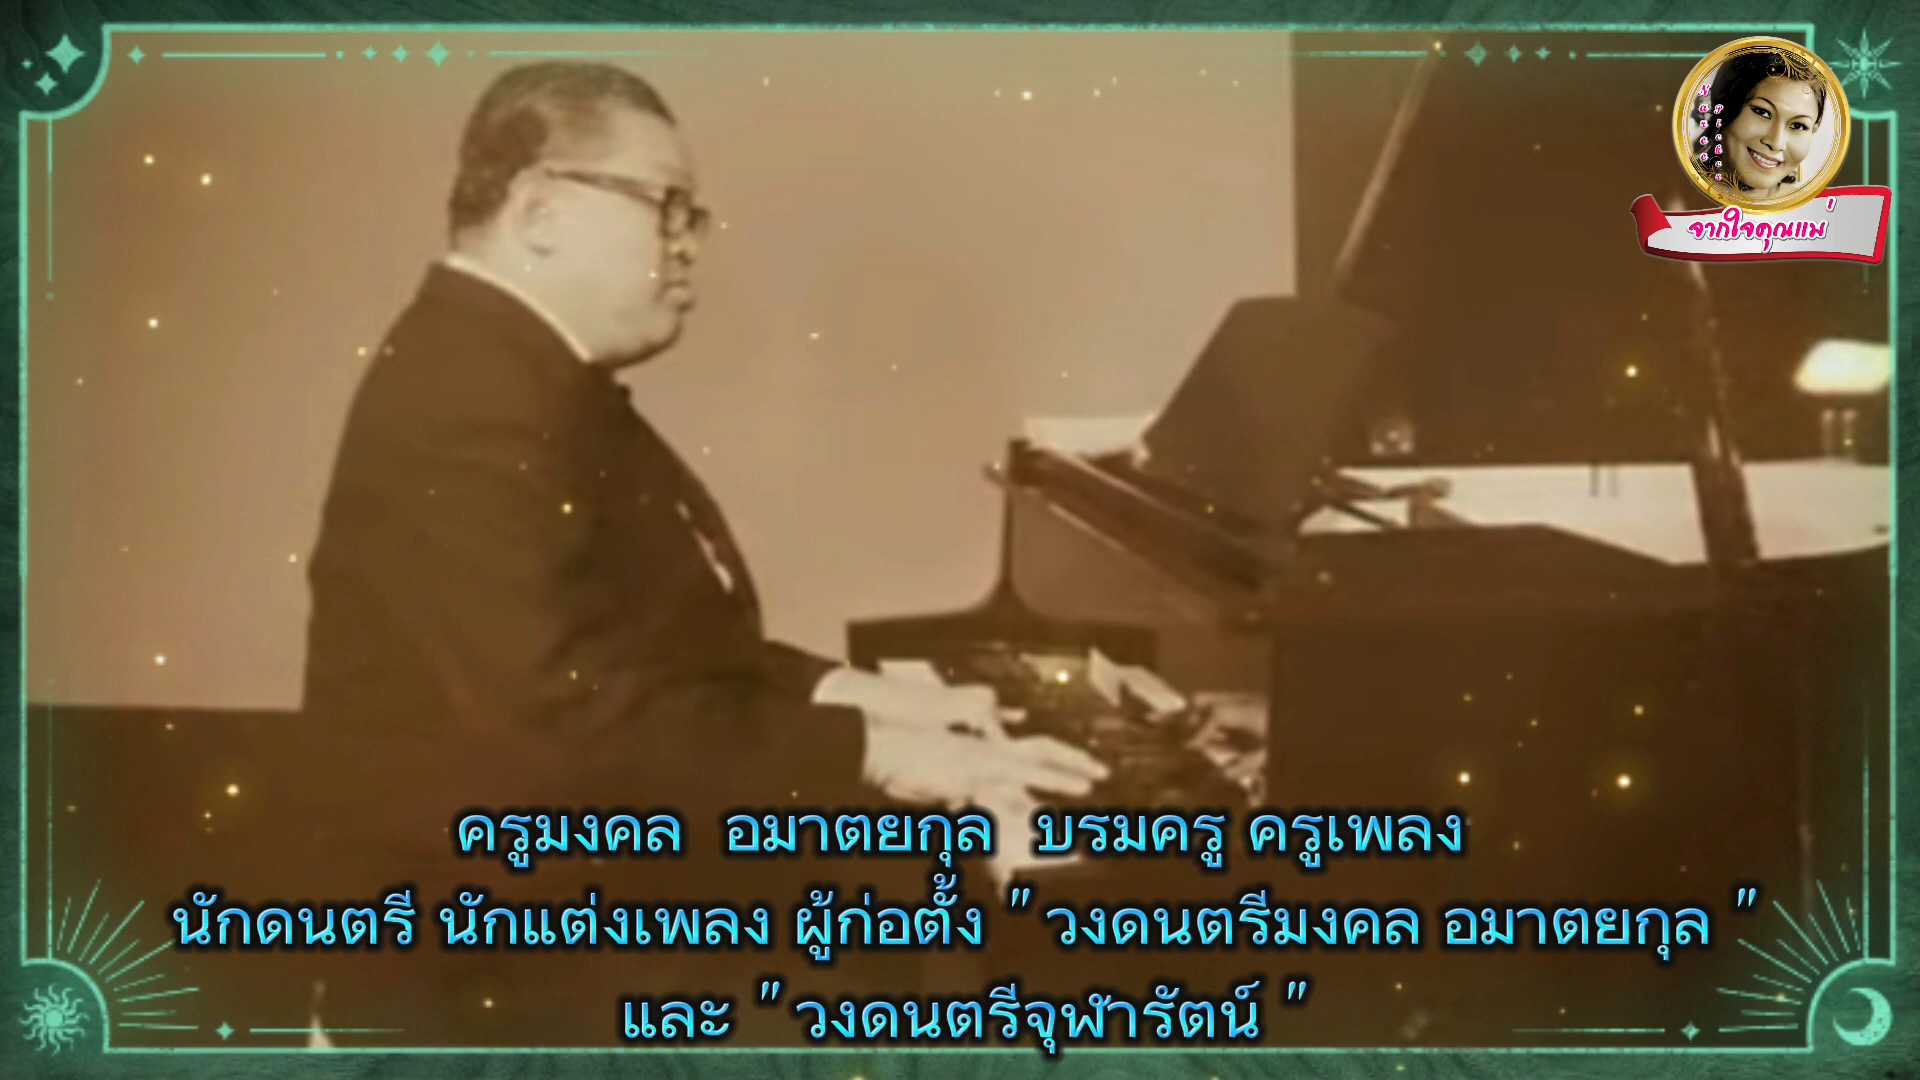 จากใจคุณแม่
ครูมงคล อมาตยกุล บรมครู ครูเพลง
นักดนตรี นักแต่งเพลง ผู้ก่อตั้ง " วงดนตรีมงคล อมาตยกุล "
และ " วงดนตรีจุฬารัตน์ "